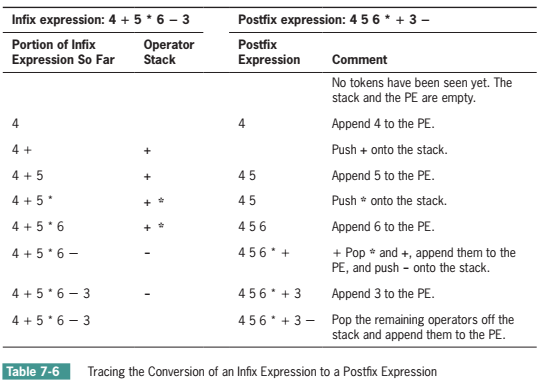 Infix expression: 4 + 5 * 6 – 3 Postfix expression: 4 5 6 * + 3 –
Portion of Infix Expression So Far Operator Stack Postfix Expression Comment
No tokens have been seen yet. The
stack and the PE are empty.
4 4 Append 4 to the PE.
4 + + Push + onto the stack.
4 + 5 + 4 5 Append 5 to the PE.
4 + 5 * + * 4 5 Push * onto the stack.
4 + 5 * 6 + * 4 5 6 Append 6 to the PE.
4 + 5 * 6 – – 4 5 6 * + + Pop * and +, append them to the
PE, and push – onto the stack.
4 + 5 * 6 – 3 – 4 5 6 * + 3 Append 3 to the PE.
4 + 5 * 6 – 3 4 5 6 * + 3 – Pop the remaining operators off the
stack and append them to the PE.
Table 7-6 Tracing the Conversion of an Infix Expression to a Postfix Expression